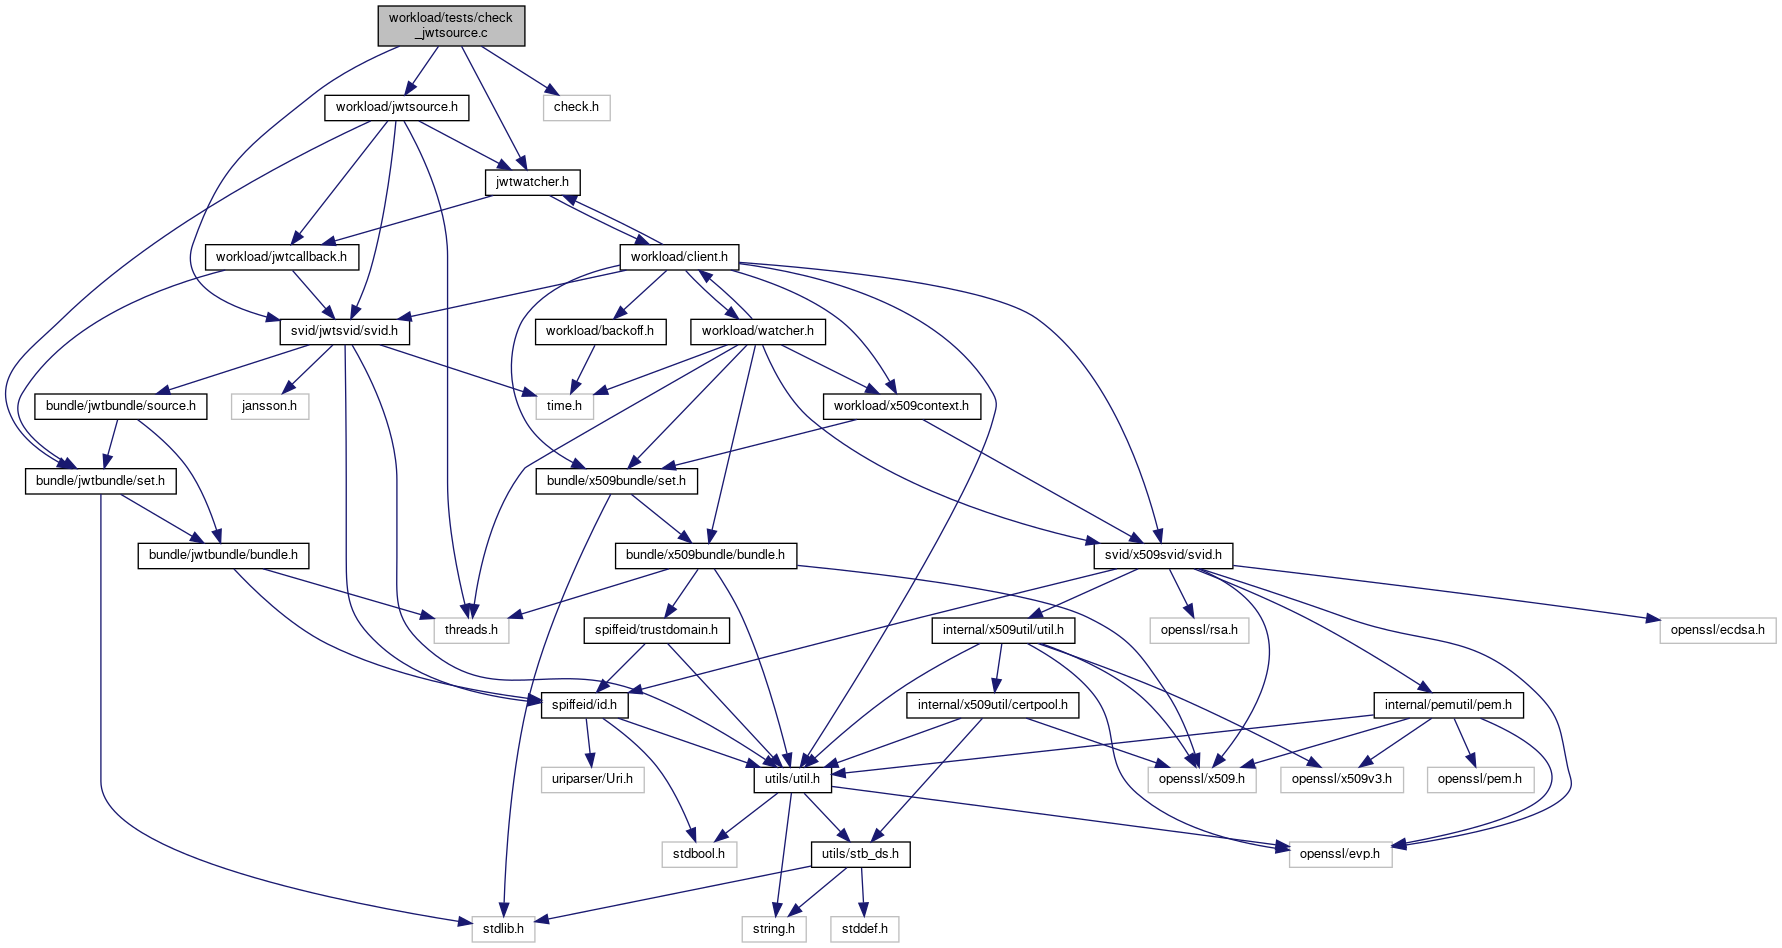 workload/tests/check
_jwtsource.c
workload/jwtsource.h
check.h
jwtwatcher.h
workload/jwtcallback.h
workload/client.h
svid/jwtsvid/svid.h
workload/backoff.h
workload/watcher.h
bundle/jwtbundle/source.h
jansson.h
time.h
workload/x509context.h
bundle/jwtbundle/set.h
bundle/x509bundle/set.h
bundle/jwtbundle/bundle.h
bundle/x509bundle/bundle.h
svid/x509svid/svid.h
threads.h
spiffeid/trustdomain.h
internal/x509util/util.h
openssl/rsa.h
openssl/ecdsa.h
spiffeid/id.h
internal/x509util/certpool.h
internal/pemutil/pem.h
uriparser/Uri.h
utils/util.h
openssl/x509.h
openssl/x509v3.h
openssl/pem.h
stdbool.h
utils/stb_ds.h
openssl/evp.h
stdlib.h
string.h
stddef.h